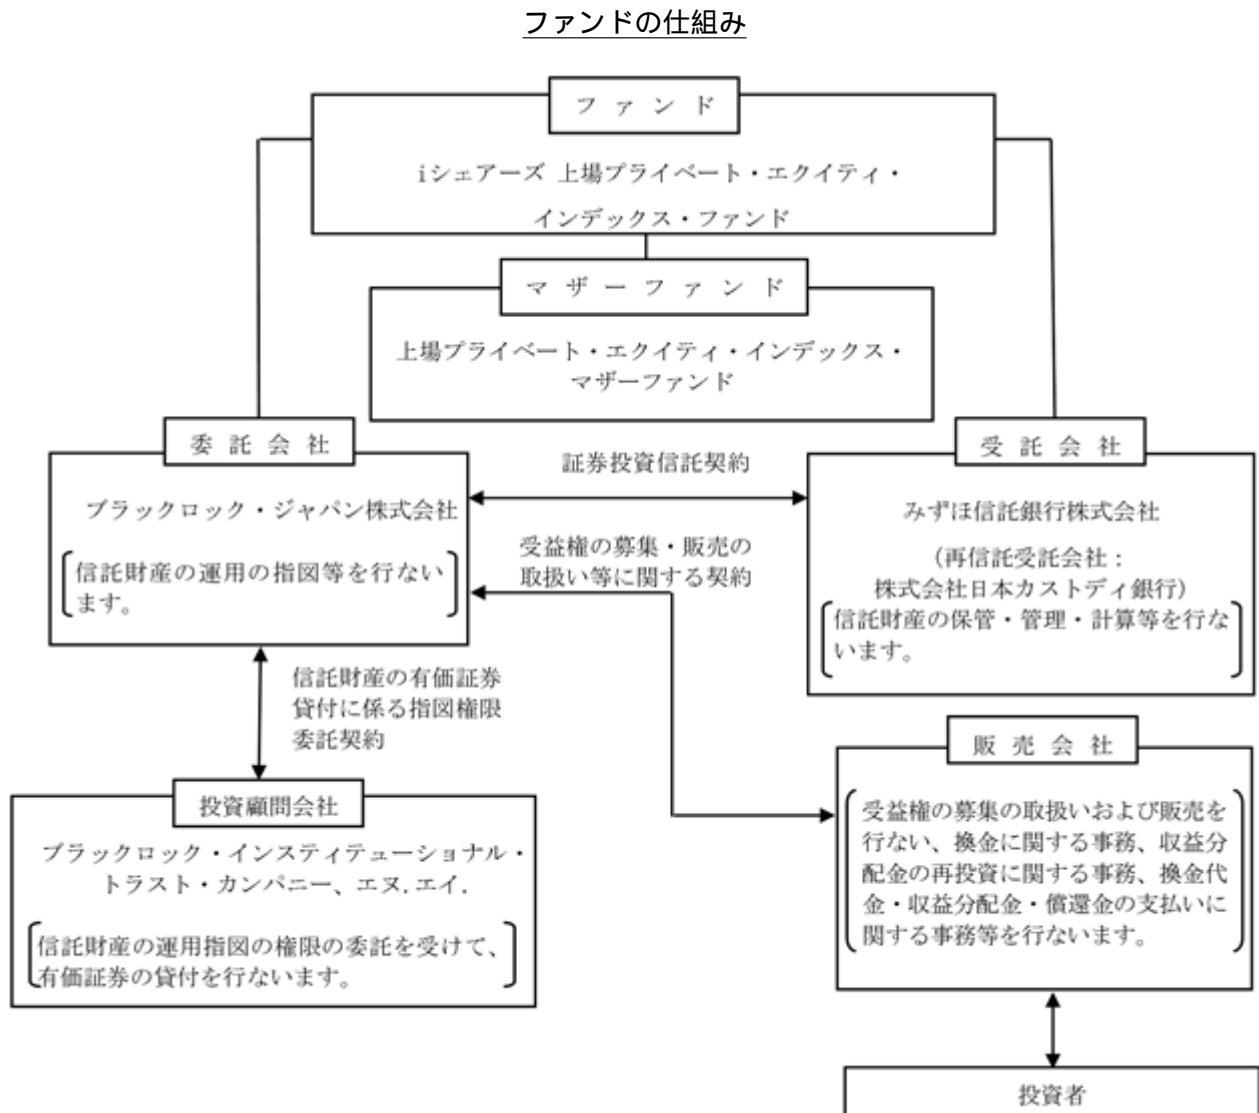 ファンドの仕組み
ファンド
iシェアーズ 上場プライベート・エクイティ・
インデックス・ファンド
マザーファンド
上場プライベート・エクイティ・インデックス・
マザーファンド
委託会社
ブラックロック・ジャパン株式会社
信託財産の運用の指図等を行ない
ます。
証券投資信託契約
受益権の募集・販売の
取扱い等に関する契約
受託会社
みずほ信託銀行株式会社
(再信託受託会社：
株式会社日本カストディ銀行)
信託財産の保管・管理・計算等を行な
います。
信託財産の有価証券
貸付に係る指図権限
委託契約
投資顧問会社
ブラックロック・インスティテューショナル・
トラスト・カンパニー、エヌ.エイ.
信託財産の運用指図の権限の委託を受けて、
有価証券の貸付を行ないます。
販売会社
受益権の募集の取扱いおよび販売を
行ない、換金に関する事務、収益分
配金の再投資に関する事務、換金代
金・収益分配金・償還金の支払いに
関する事務等を行ないます。
投資者